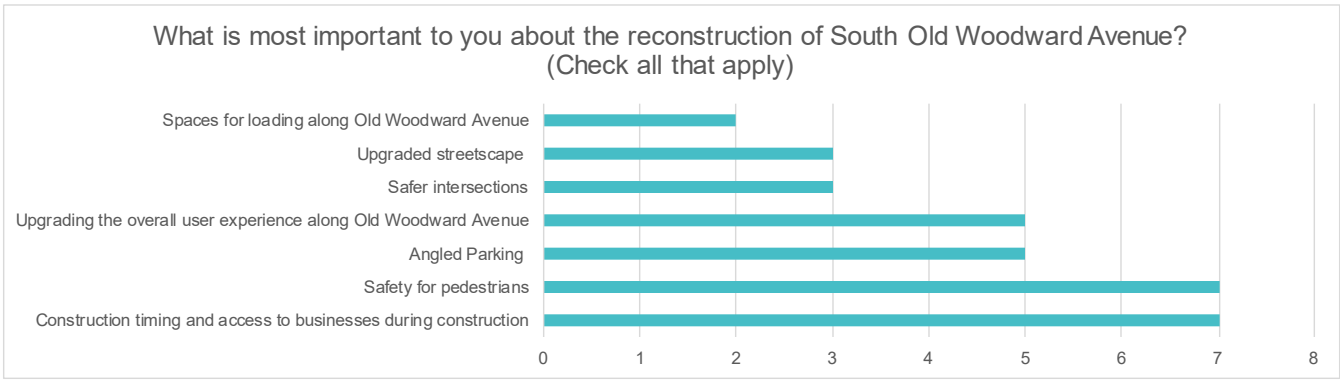 What is most important to you about the reconstruction of South Old Woodward Avenue?
(Check all that apply)
Spaces for loading along Old Woodward Avenue
Upgraded streetscape
Safer intersections
Upgrading the overall user experience along Old Woodward Avenue
Angled Parking
Safety for pedestrians
Construction timing and access to businesses during construction
0 1 2 3 4 5 6 7 8